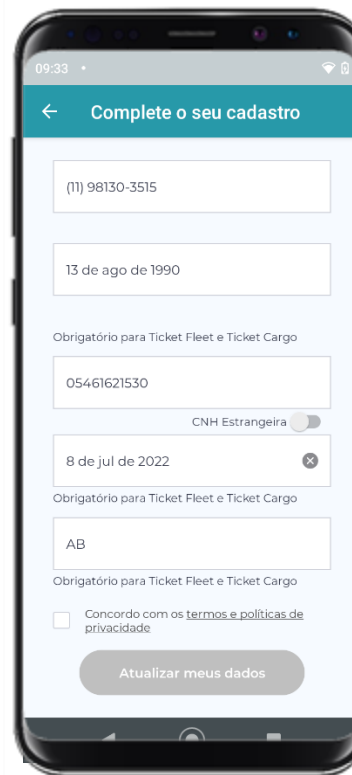 09:33
Complete o seu cadastro
(11) 98130-3515
13 de ago de 1990
Obrigatório para Ticket Fleet e Ticket Cargo
05461621530
CNH Estrangeira
8 de jul de 2022
Obrigatório para Ticket Fleet e Ticket Cargo
AB
Obrigatório para Ticket Fleet e Ticket Cargo
Concordo com os termos e políticas de
privacidade
Atualizar meus dados